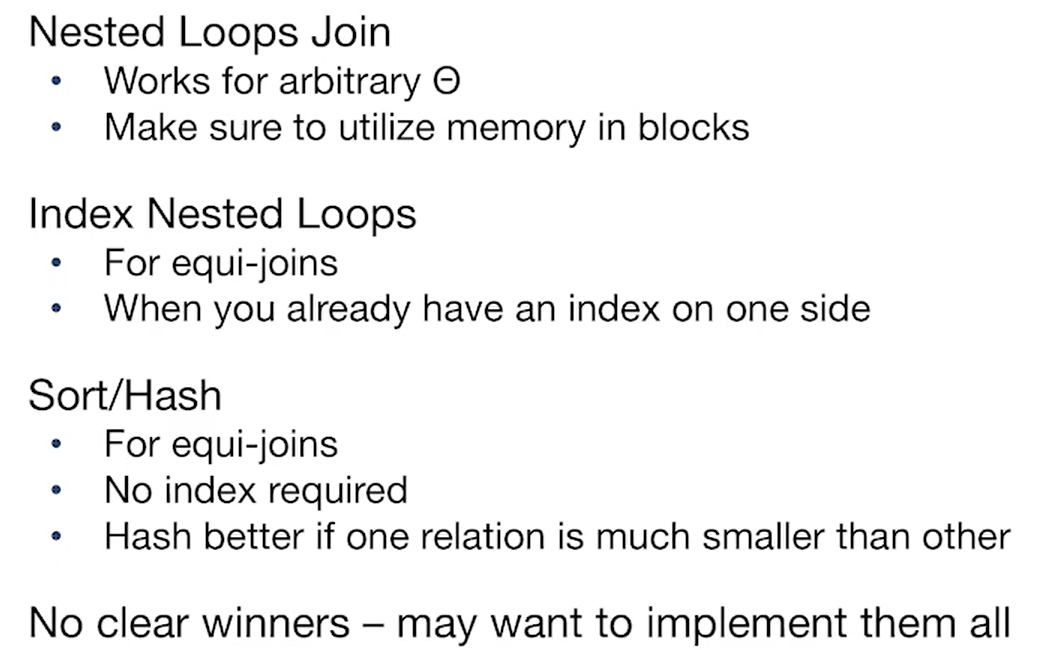 Nested Loops Join
• Works for arbitrary Θ
• Make sure to utilize memory in blocks
Index Nested Loops
• For equi-joins
• When you already have an index on one side
Sort/Hash
• For equi-joins
• No index required
• Hash better if one relation is much smaller than other
No clear winners – may want to implement them all